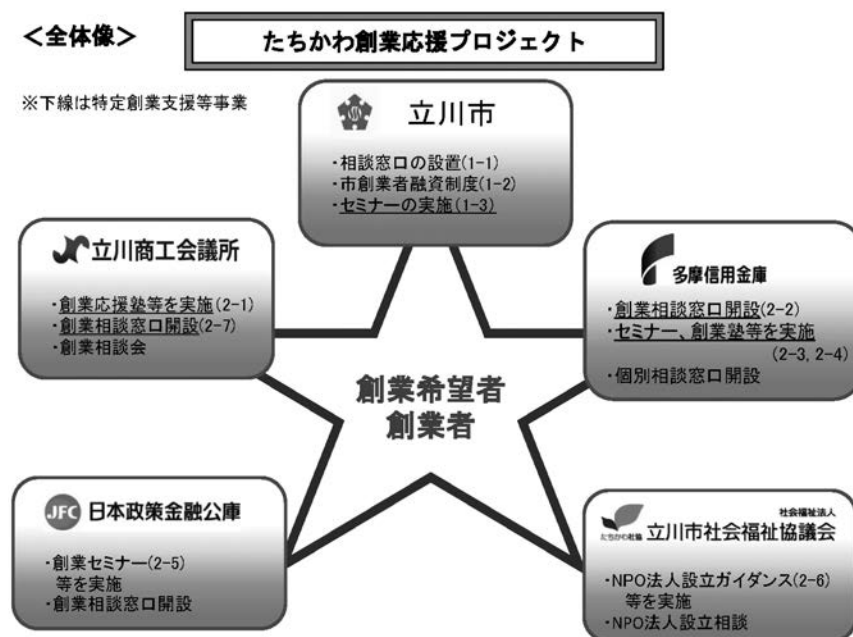 ＜全体像＞
たちかわ創業応援プロジェクト
※下線は特定創業支援等事業
立川市
・相談窓口の設置(1-1)
・市創業者融資制度(1-2)
・セミナーの実施(1-3)
立川商工会議所
・創業応援塾等を実施(2-1)
・創業相談窓口開設(2-7)
・創業相談会
多摩信用金庫
・創業相談窓口開設(2-2)
・セミナー、創業塾等を実施
(2-3, 2-4)
・個別相談窓口開設
創業希望者
創業者
JFC 日本政策金融公庫
・創業セミナー(2-5)
等を実施
・創業相談窓口開設
社会福祉法人
たちかわ社協 立川市社会福祉協議会
・NPO法人設立ガイダンス(2-6)
等を実施
・NPO法人設立相談